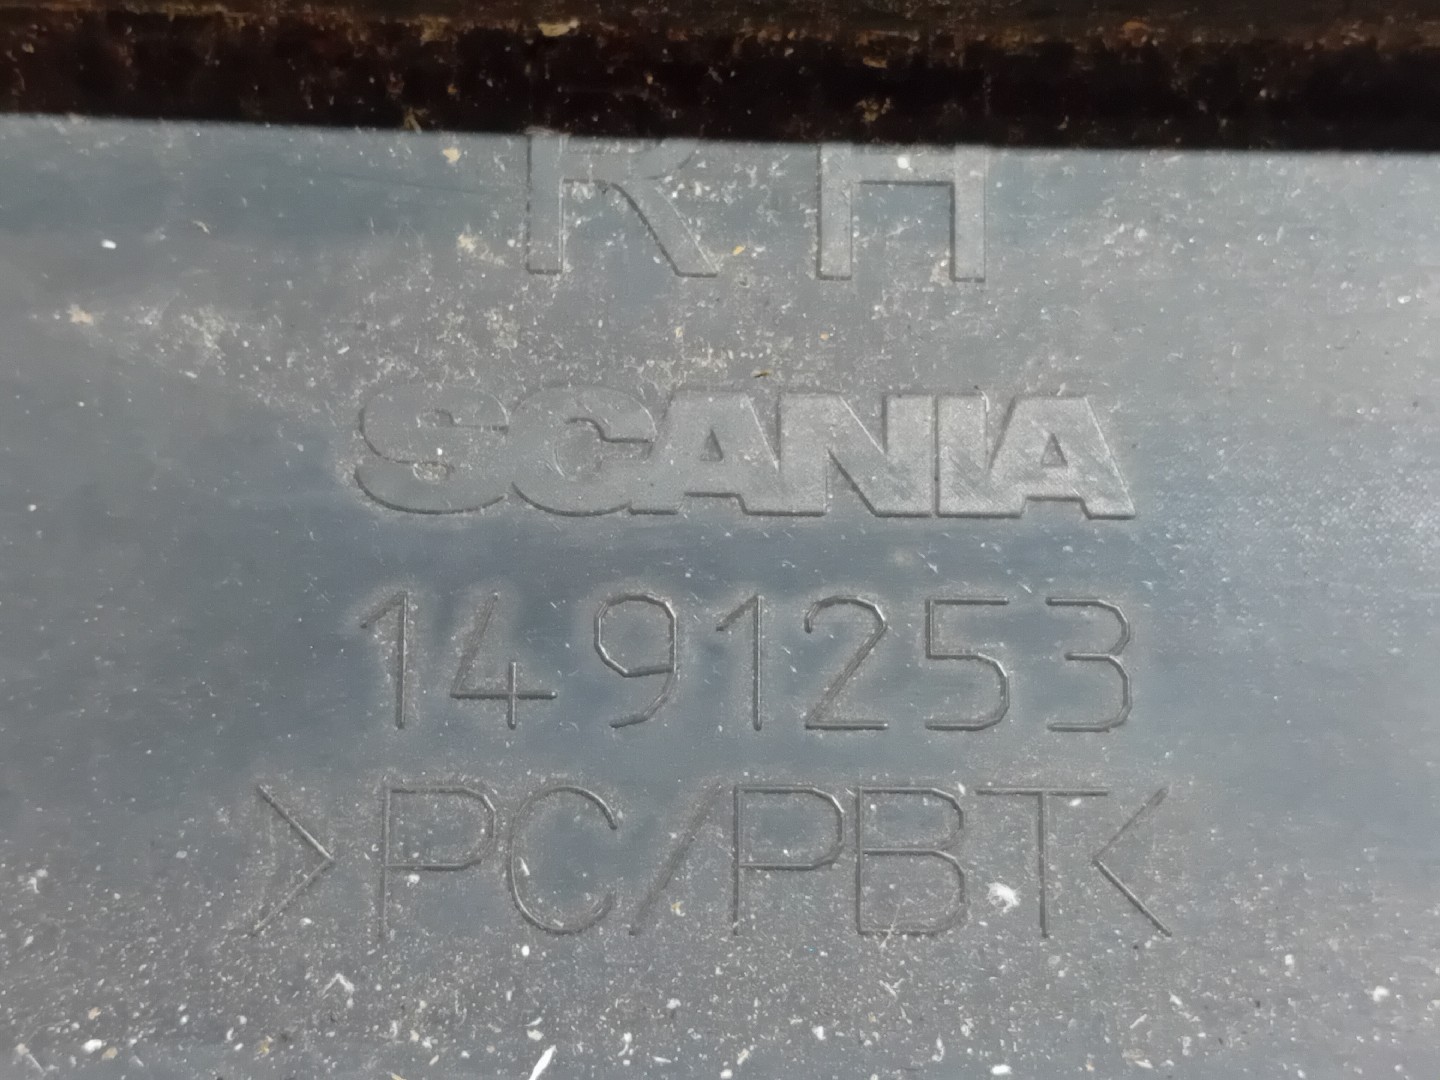 RH
SCANIA
1491253
>PC/PBT<